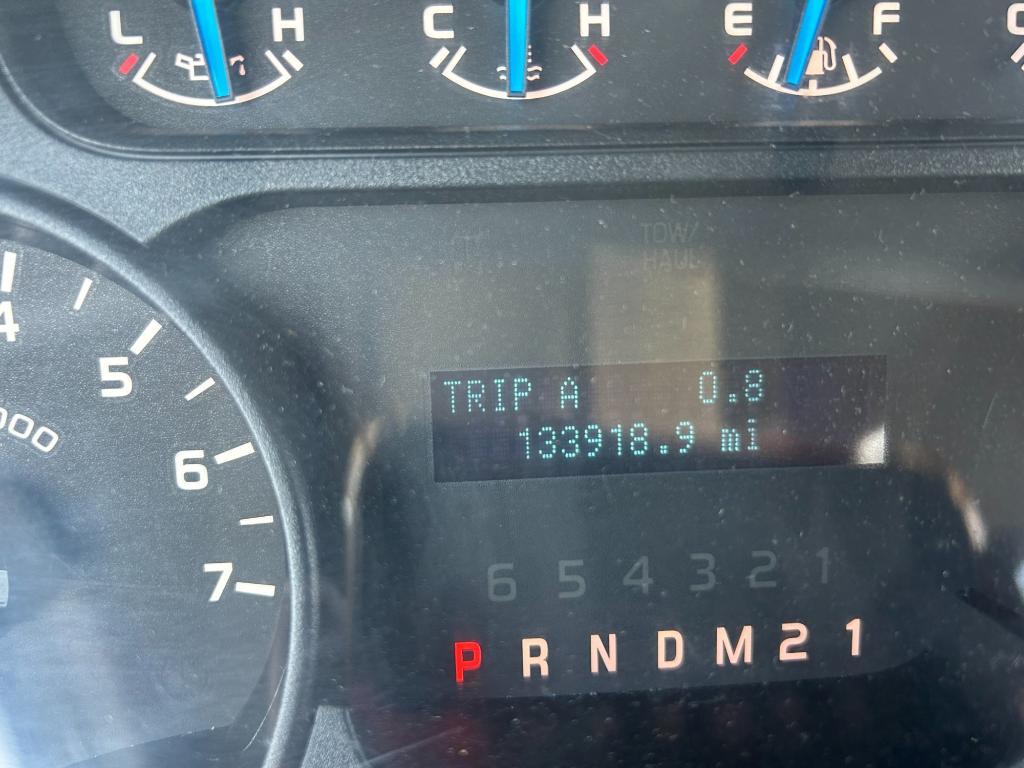 L H C H E F
TOW/
HAUL
4
5
6
7
TRIP A 0.8
133918.9 mi
6 5 4 3 2 1
P R N D M 2 1